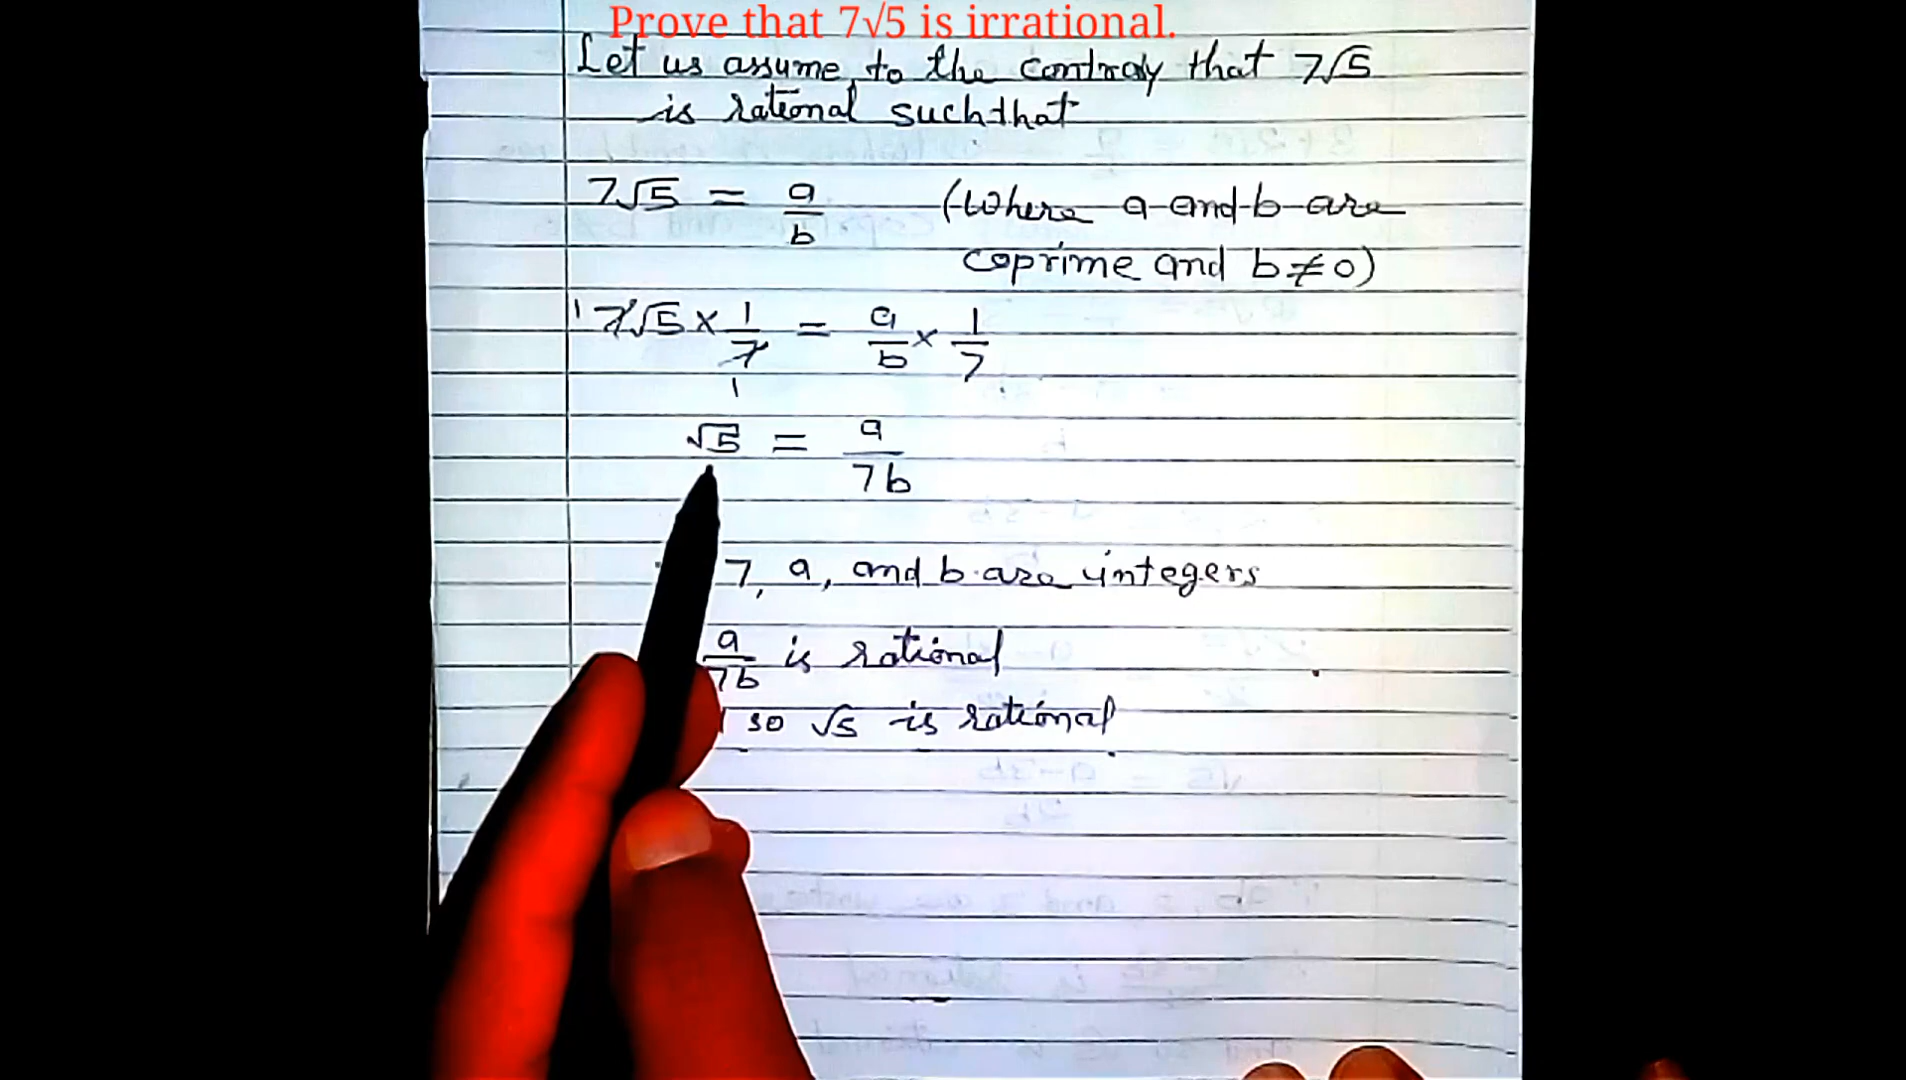 Prove that 7√5 is irrational.
Let us assume, to the contrary that 7√5
is rational such that
7√5 = a/b (Where a and b are
coprime and b ≠ 0)
1 7√5 × 1/7 = a/b × 1/7
1
√5 = a/7b
7, a, and b are integers
a/7b is rational
so √5 is rational